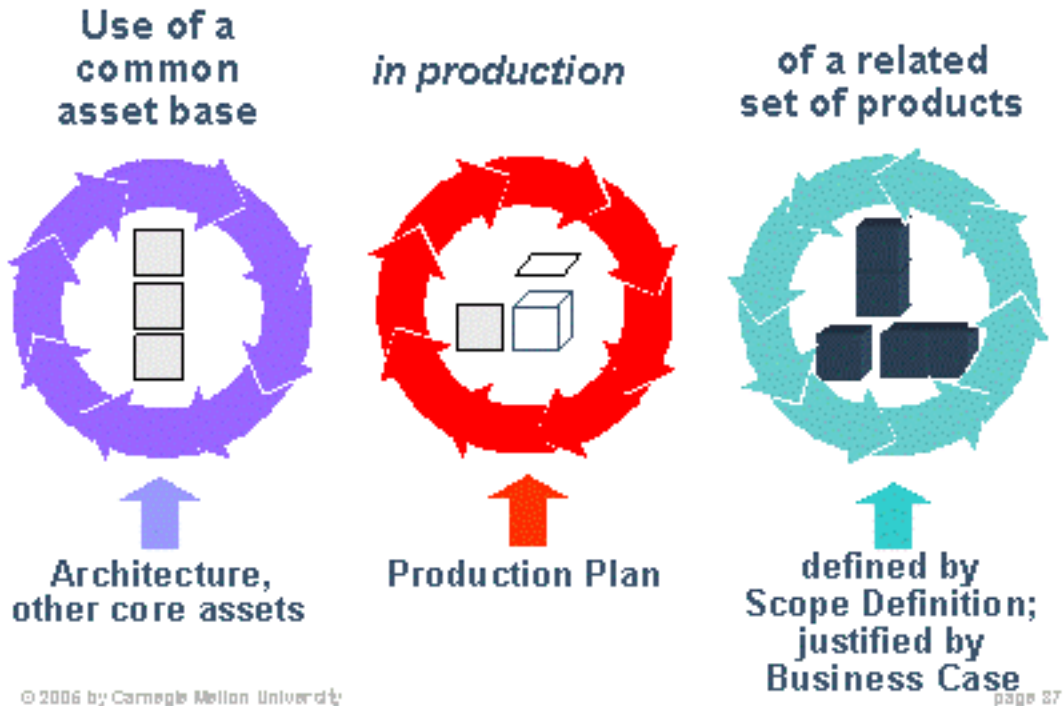 Use of a
common
asset base
in production
of a related
set of products
Architecture,
other core assets
Production Plan
defined by
Scope Definition;
justified by
Business Case
© 2006 by Carnegie Mellon University
page 37